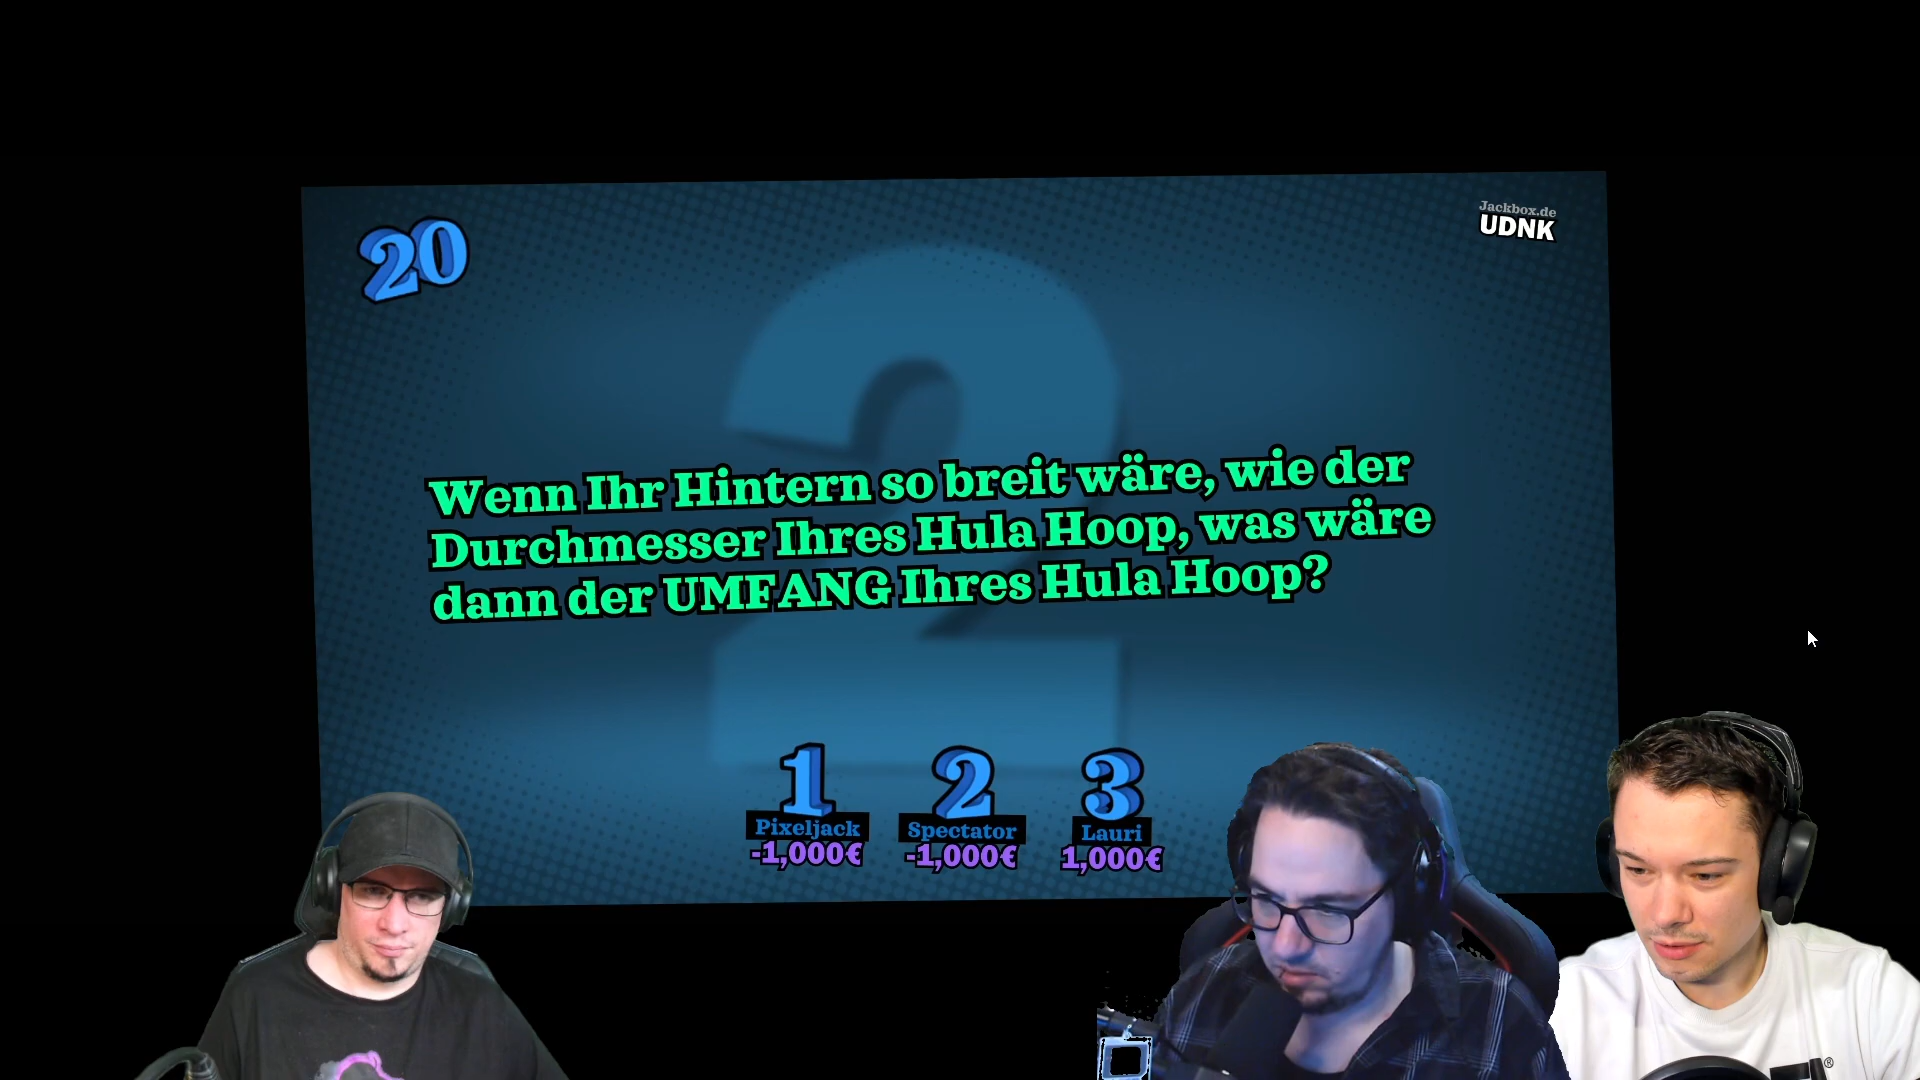 20
Jackbox.de
UDNK
Wenn Ihr Hintern so breit wäre, wie der
Durchmesser Ihres Hula Hoop, was wäre
dann der UMFANG Ihres Hula Hoop?
2
1 2 3
Pixeljack Spectator Lauri
-1,000€ -1,000€ 1,000€
®